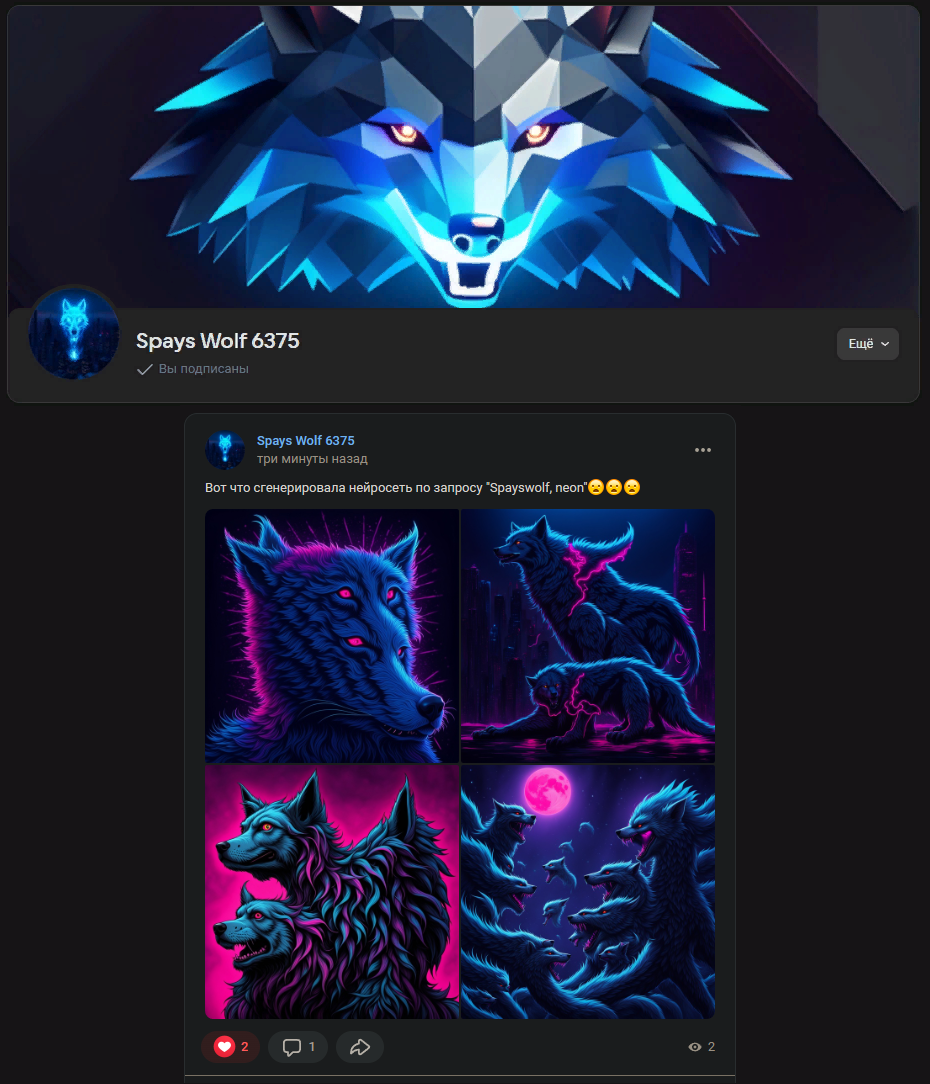 Spays Wolf 6375
Вы подписаны
Ещё
Spays Wolf 6375
три минуты назад
Вот что сгенерировала нейросеть по запросу "Spayswolf, neon"😦😦😦
2
1
2